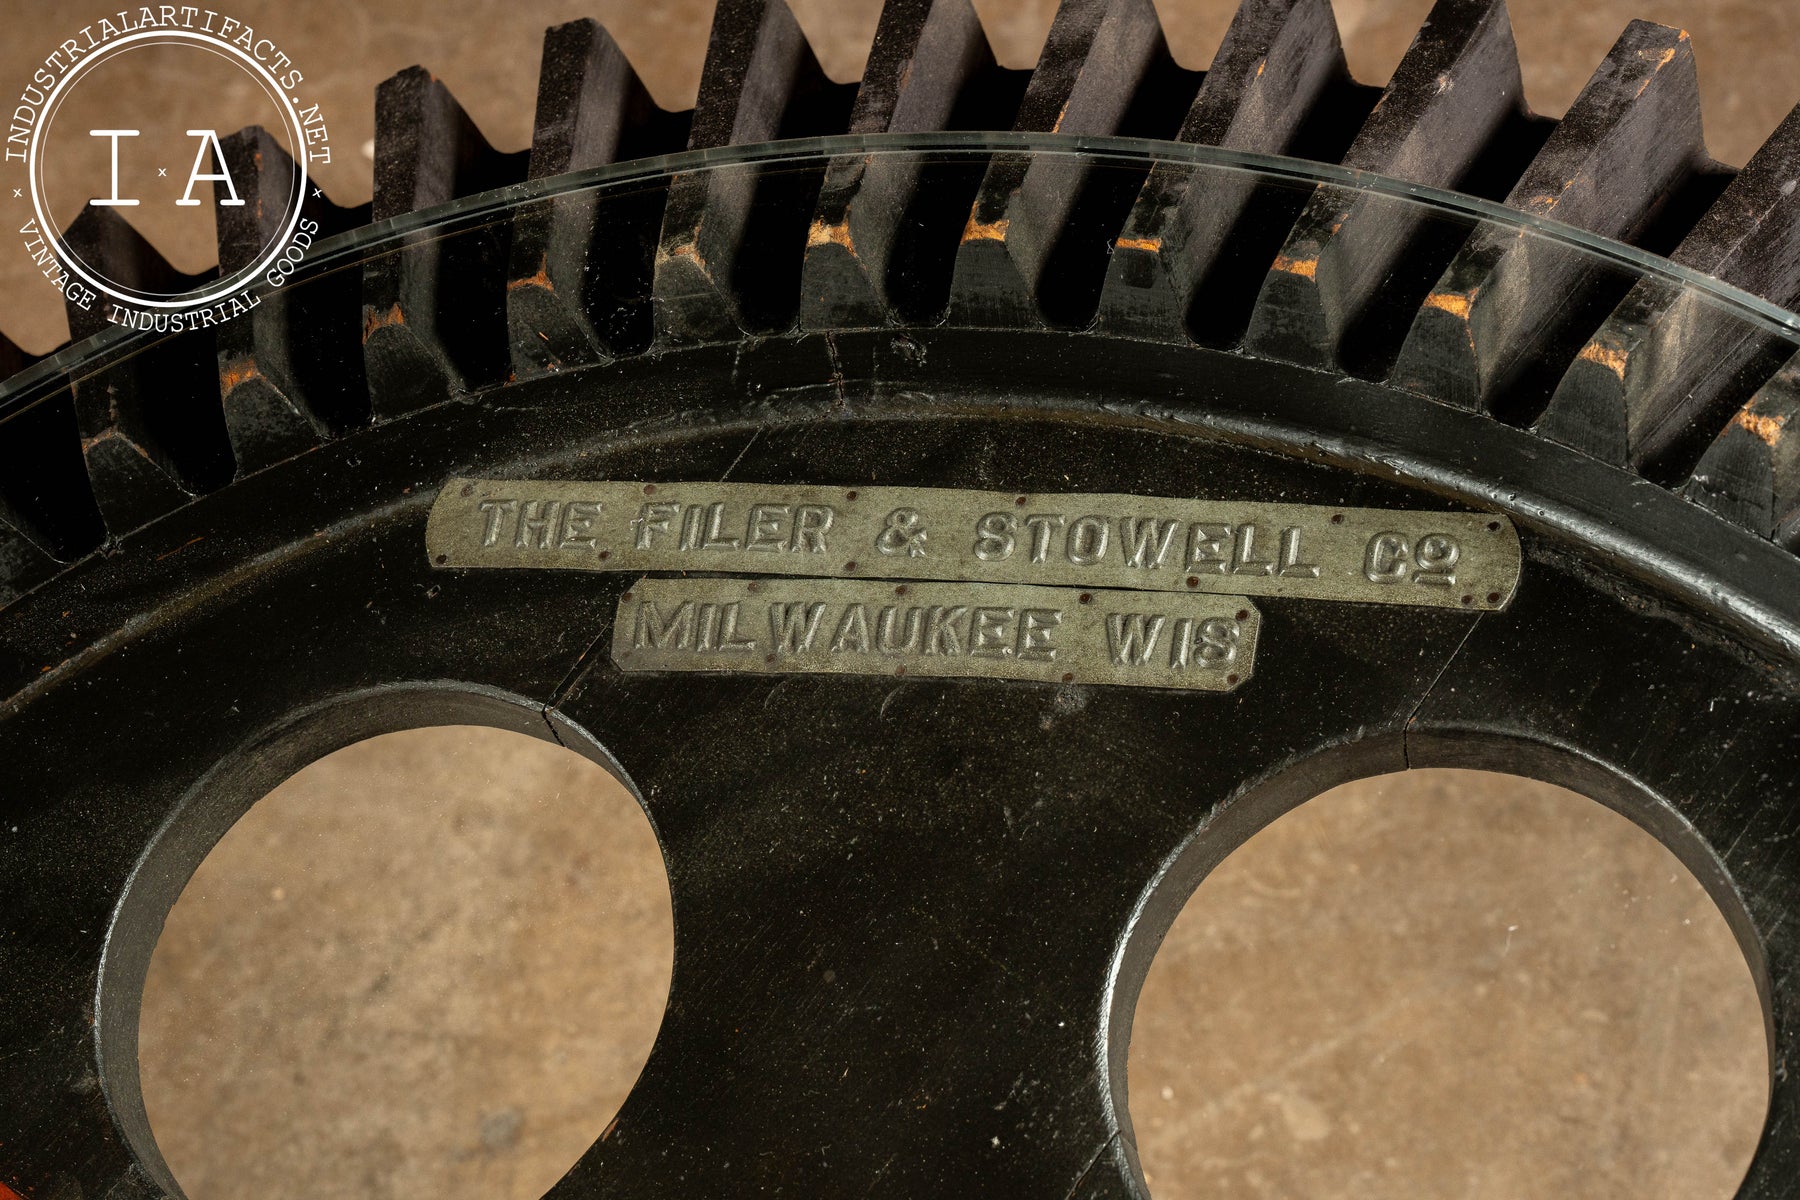 INDUSTRIALARTIFACTS.NET
I x A
x x
VINTAGE INDUSTRIAL GOODS
THE FILER & STOWELL Cº
MILWAUKEE WIS